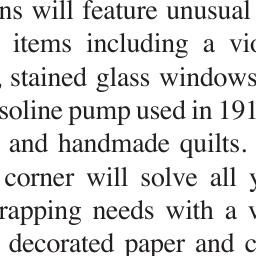 ns will feature unusual
items including a vio
, stained glass windows
soline pump used in 191
and handmade quilts.
corner will solve all y
rapping needs with a v
decorated paper and c